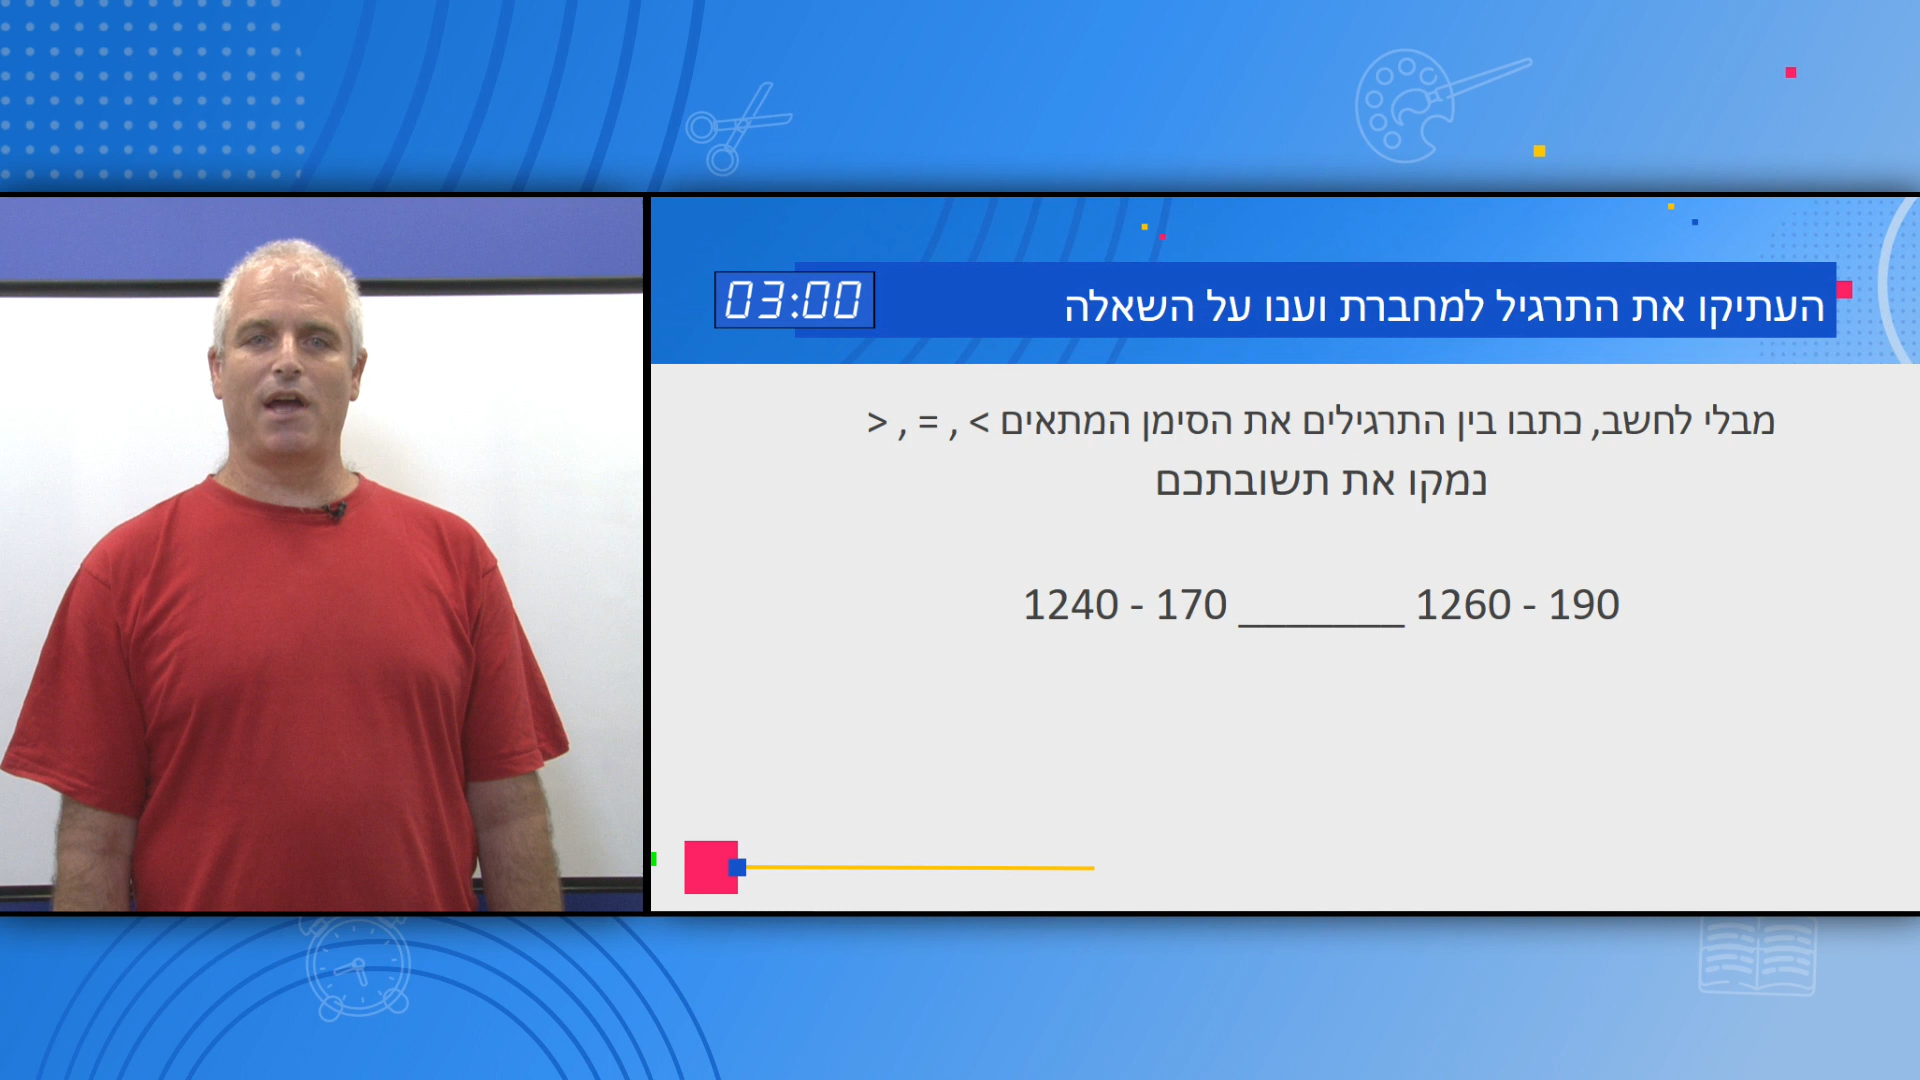 העתיקו את התרגיל למחברת וענו על השאלה
03:00
מבלי לחשב, כתבו בין התרגילים את הסימן המתאים > , = , <
נמקו את תשובתכם
1240 - 170 _______ 1260 - 190